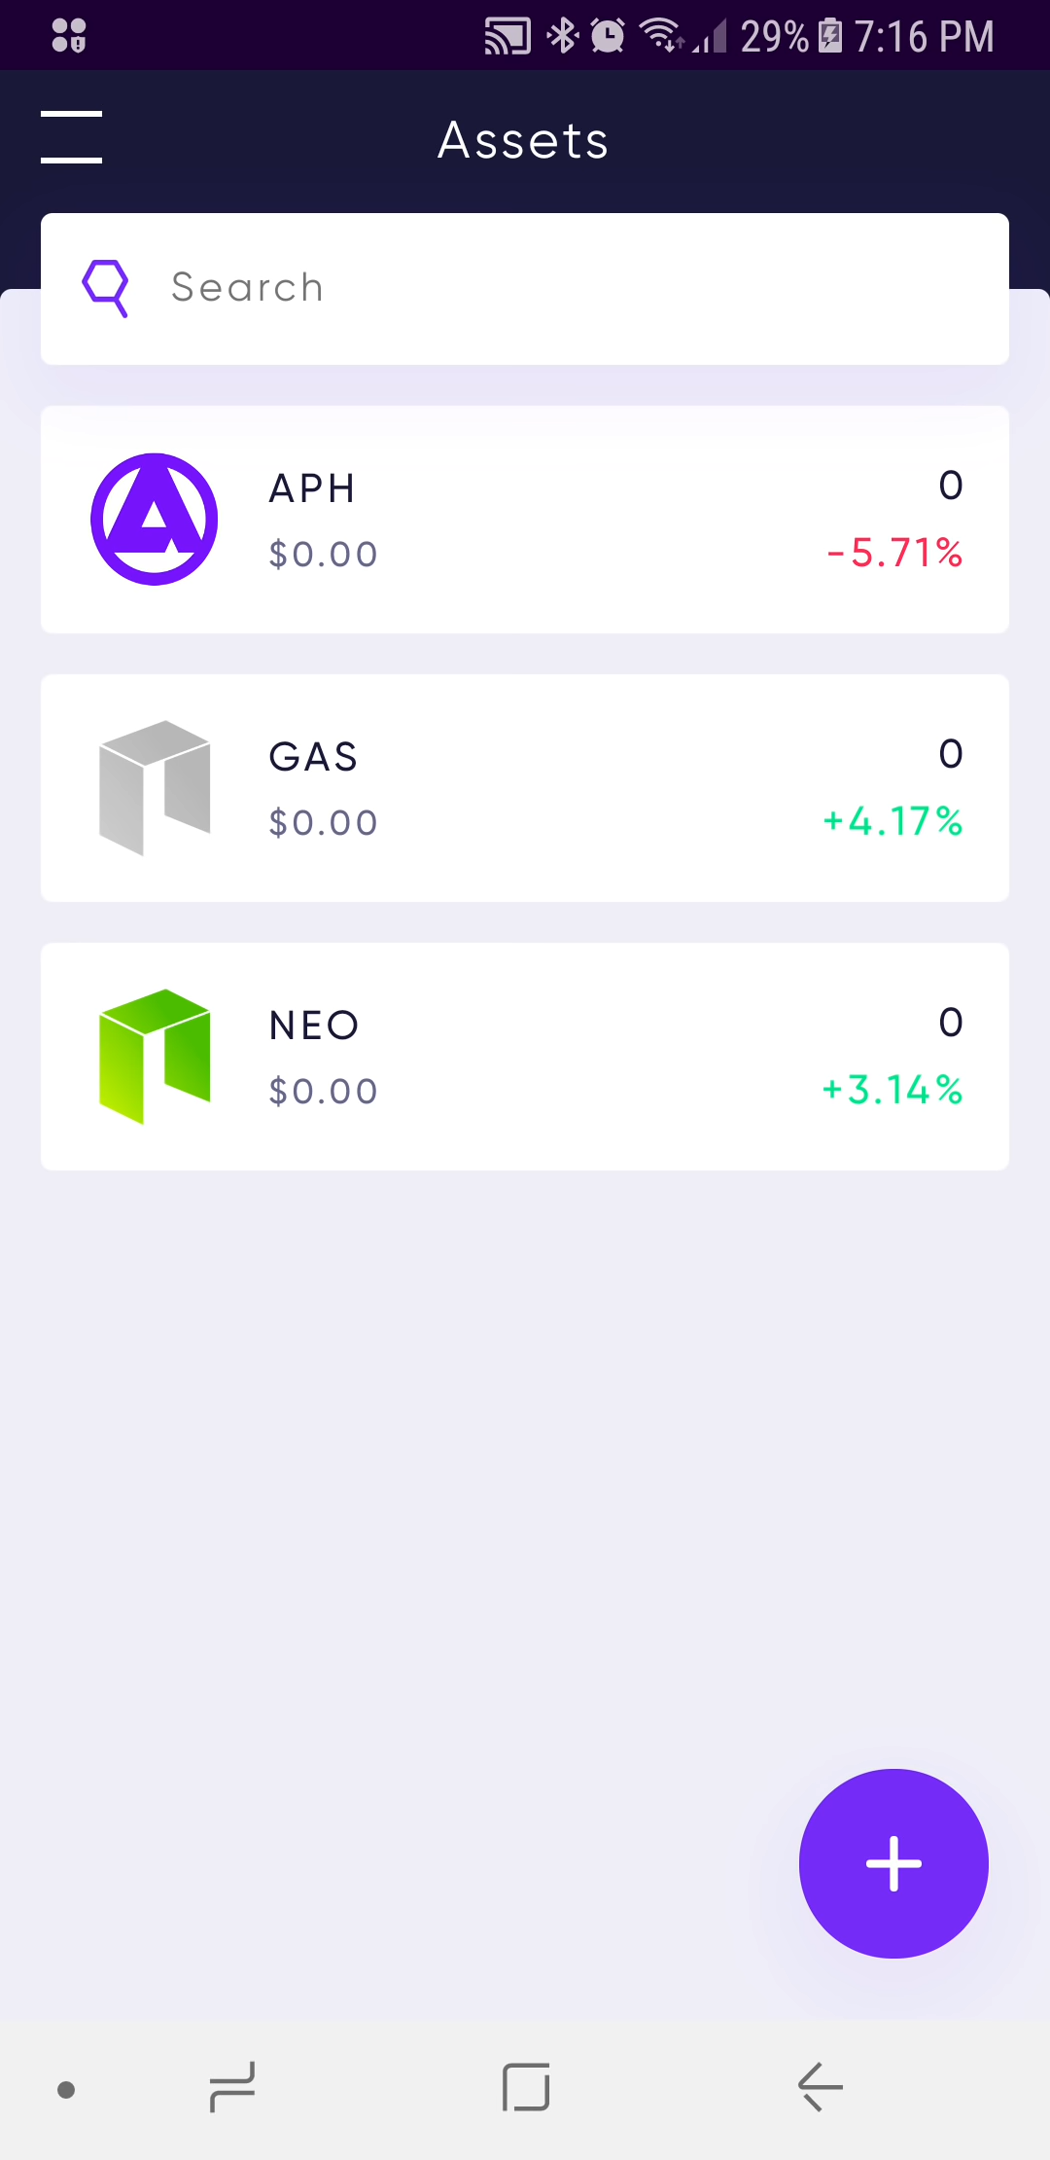 29% 7:16 PM
Assets
Search
APH 0
$0.00 -5.71%
GAS 0
$0.00 +4.17%
NEO 0
$0.00 +3.14%